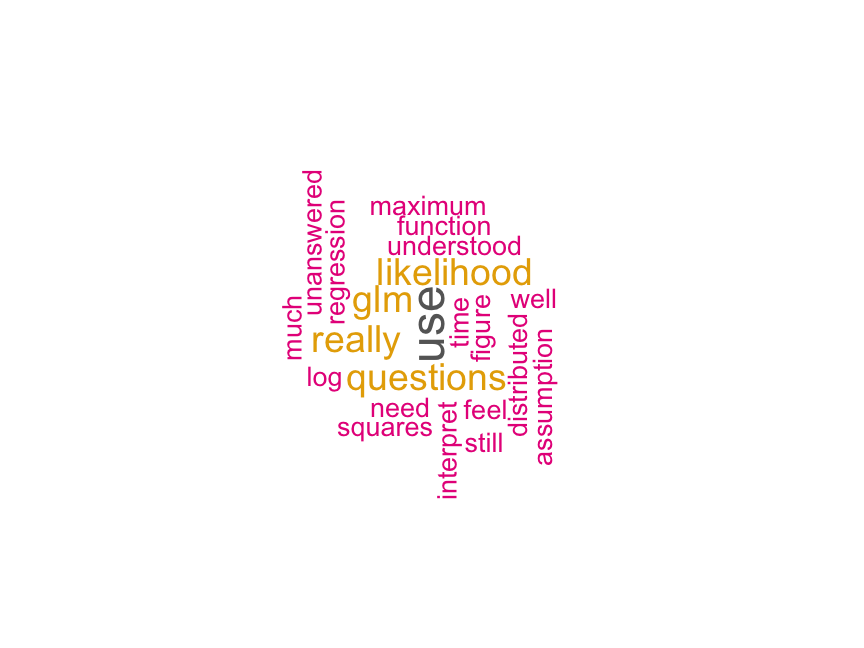 unanswered
regression
maximum
function
understood
likelihood
glm
use
well
much
time
figure
really
distributed
assumption
log
questions
need
feel
squares
interpret
still